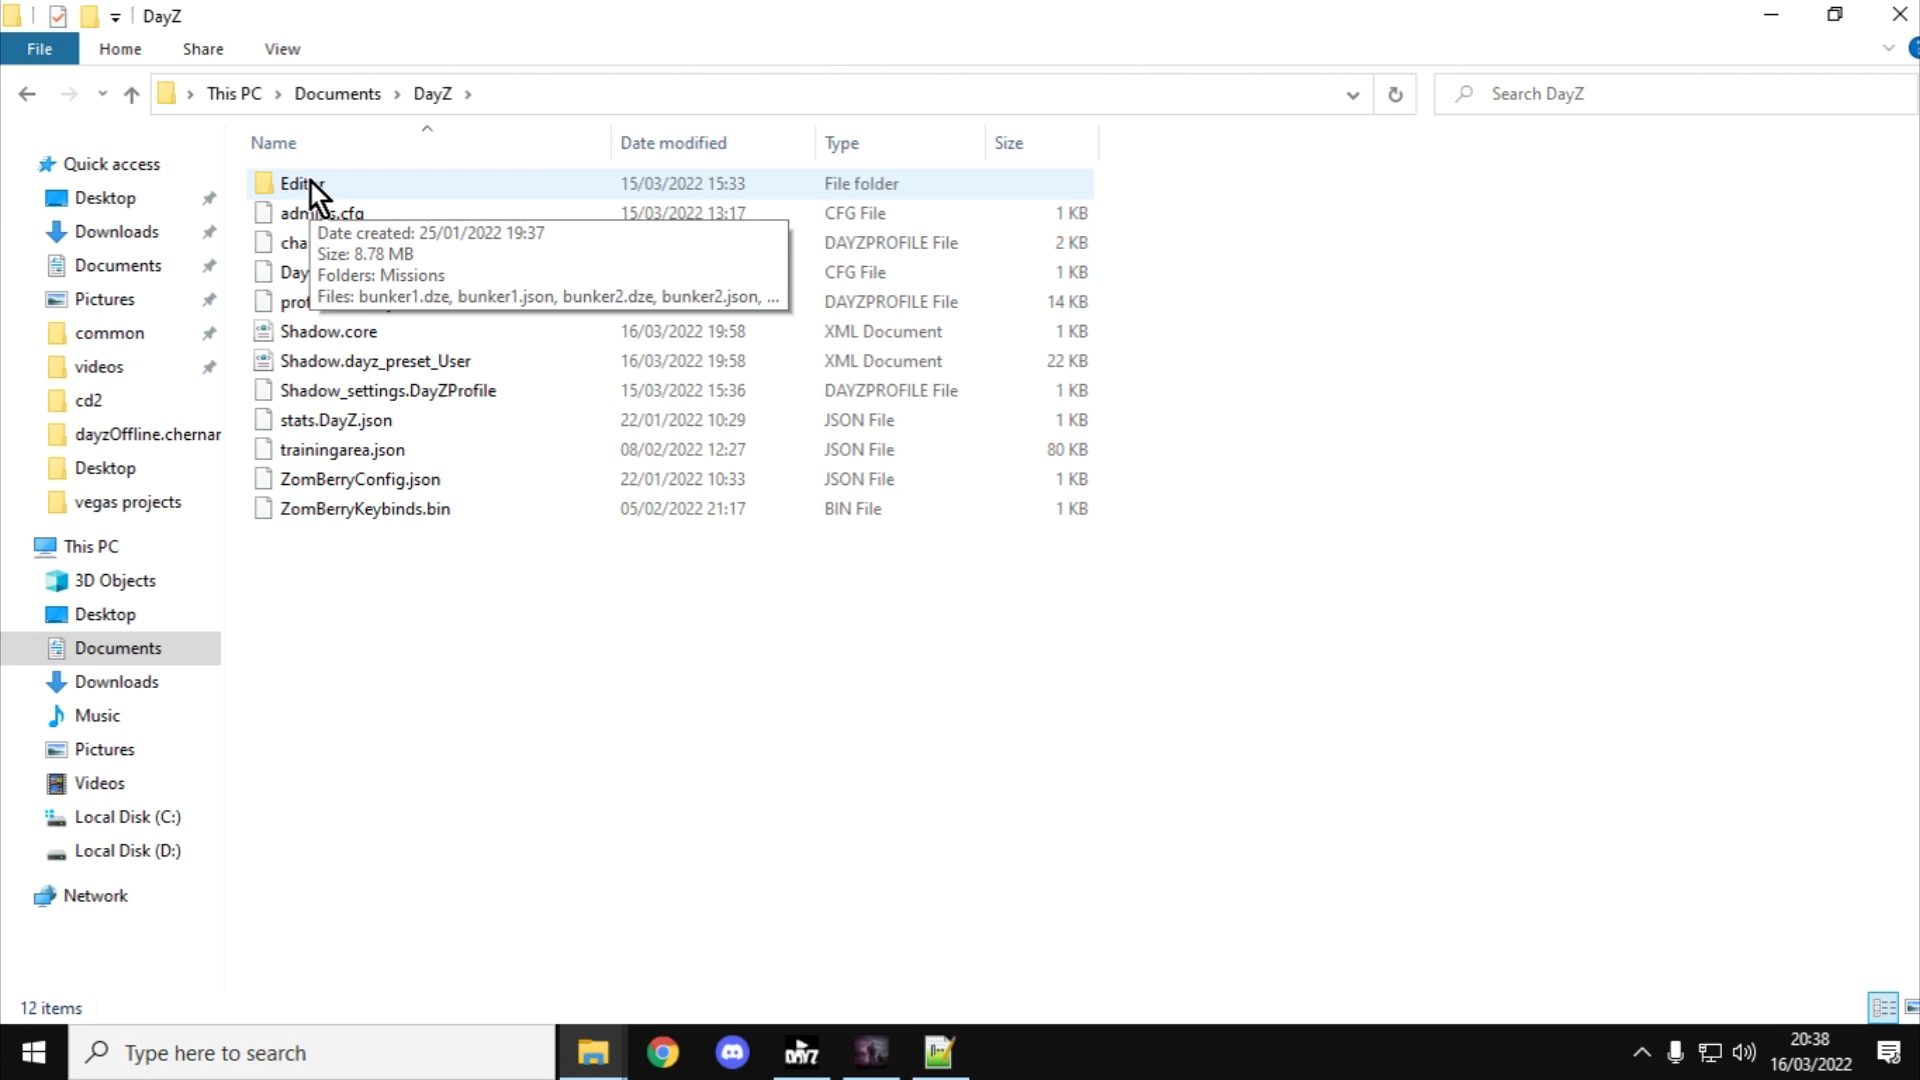 DayZ
File Home Share View
This PC Documents DayZ
Search DayZ
Name Date modified Type Size
Quick access
Desktop
Downloads
Documents
Pictures
common
videos
cd2
dayzOffline.chernar
Desktop
vegas projects
This PC
3D Objects
Desktop
Documents
Downloads
Music
Pictures
Videos
Local Disk (C:)
Local Disk (D:)
Network
Editor 15/03/2022 15:33 File folder
admins.cfg 15/03/2022 13:17 CFG File 1 KB
cha DAYZPROFILE File 2 KB
Day CFG File 1 KB
DAYZPROFILE File 14 KB
Date created: 25/01/2022 19:37
Size: 8.78 MB
Folders: Missions
Files: bunker1.dze, bunker1.json, bunker2.dze, bunker2.json, ...
Shadow.core 16/03/2022 19:58 XML Document 1 KB
Shadow.dayz_preset_User 16/03/2022 19:58 XML Document 22 KB
Shadow_settings.DayZProfile 15/03/2022 15:36 DAYZPROFILE File 1 KB
stats.DayZ.json 22/01/2022 10:29 JSON File 1 KB
trainingarea.json 08/02/2022 12:27 JSON File 80 KB
ZomBerryConfig.json 22/01/2022 10:33 JSON File 1 KB
ZomBerryKeybinds.bin 05/02/2022 21:17 BIN File 1 KB
12 items
Type here to search
DAYZ
20:38
16/03/2022